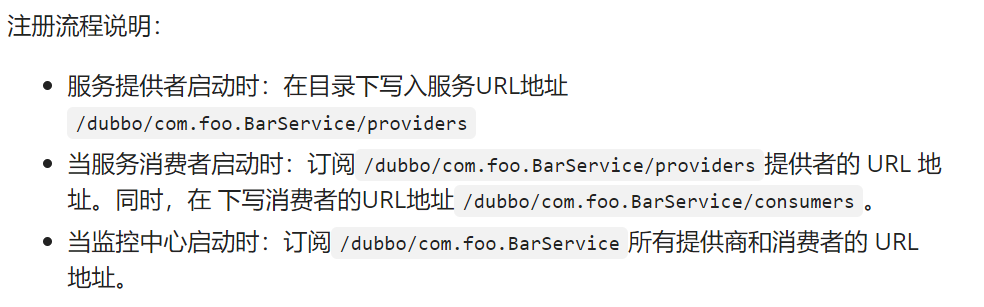 注册流程说明：
服务提供者启动时：在目录下写入服务URL地址
/dubbo/com.foo.BarService/providers
当服务消费者启动时：订阅 /dubbo/com.foo.BarService/providers 提供者的 URL 地
址。同时，在 下写消费者的URL地址 /dubbo/com.foo.BarService/consumers 。
当监控中心启动时：订阅 /dubbo/com.foo.BarService 所有提供商和消费者的 URL
地址。